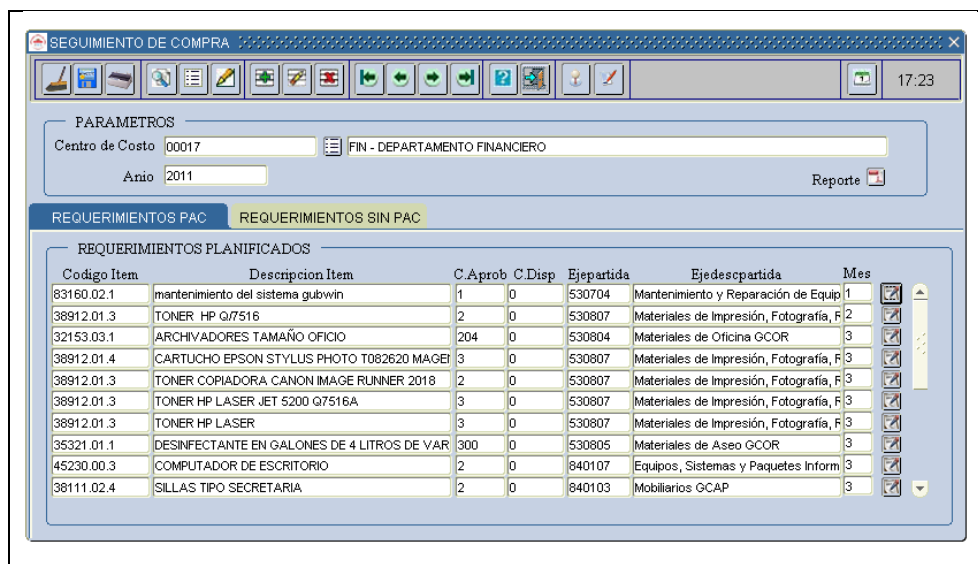 SEGUIMIENTO DE COMPRA
17:23
PARAMETROS
Centro de Costo 00017 FIN - DEPARTAMENTO FINANCIERO
Anio 2011
Reporte
REQUERIMIENTOS PAC REQUERIMIENTOS SIN PAC
REQUERIMIENTOS PLANIFICADOS
Codigo Item Descripcion Item C.Aprob C.Disp Ejepartida Ejedescpartida Mes
83160.02.1 mantenimiento del sistema gubwin 1 0 530704 Mantenimiento y Reparación de Equip 1
38912.01.3 TONER HP Q/7516 2 0 530807 Materiales de Impresión, Fotografía, F 2
32153.03.1 ARCHIVADORES TAMAÑO OFICIO 204 0 530804 Materiales de Oficina GCOR 3
38912.01.4 CARTUCHO EPSON STYLUS PHOTO T082620 MAGEN 3 0 530807 Materiales de Impresión, Fotografía, F 3
38912.01.3 TONER COPIADORA CANON IMAGE RUNNER 2018 2 0 530807 Materiales de Impresión, Fotografía, F 3
38912.01.3 TONER HP LASER JET 5200 Q7516A 3 0 530807 Materiales de Impresión, Fotografía, F 3
38912.01.3 TONER HP LASER 3 0 530807 Materiales de Impresión, Fotografía, F 3
35321.01.1 DESINFECTANTE EN GALONES DE 4 LITROS DE VAR 300 0 530805 Materiales de Aseo GCOR 3
45230.00.3 COMPUTADOR DE ESCRITORIO 2 0 840107 Equipos, Sistemas y Paquetes Inform 3
38111.02.4 SILLAS TIPO SECRETARIA 2 0 840103 Mobiliarios GCAP 3